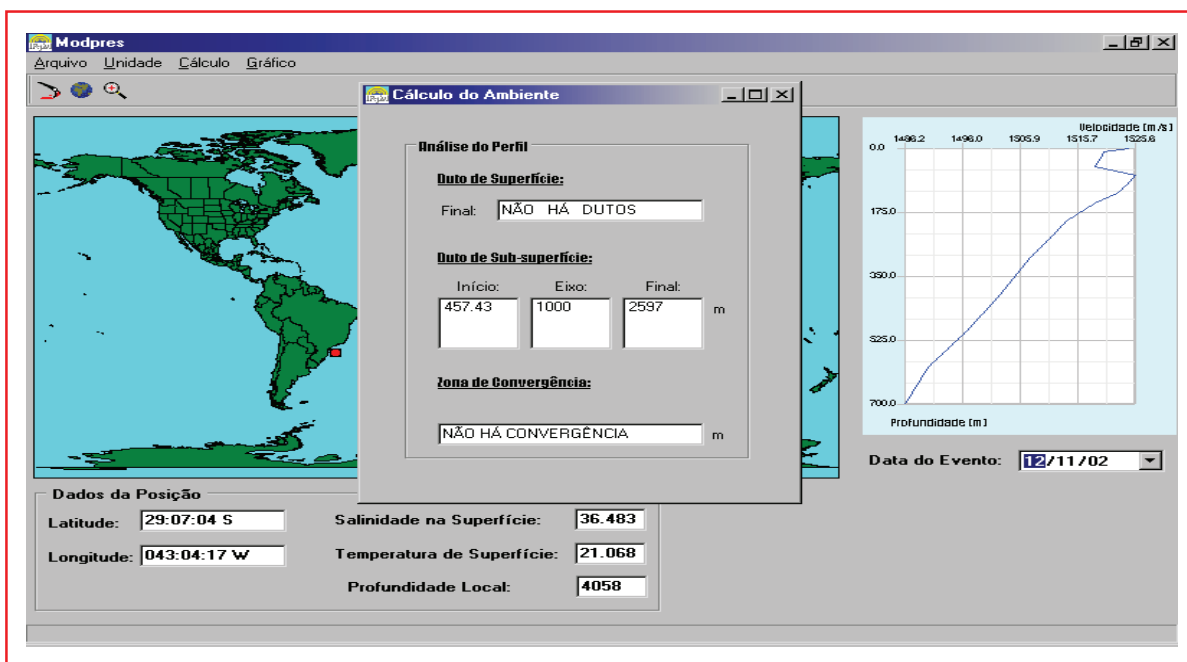 Modpres
Arquivo Unidade Cálculo Gráfico
Cálculo do Ambiente
Análise do Perfil
Duto de Superfície:
Final: NÃO HÁ DUTOS
Duto de Sub-superfície:
Início: Eixo: Final:
457.43 1000 2597 m
Zona de Convergência:
NÃO HÁ CONVERGÊNCIA m
Velocidade [m/s]
1486.2 1496.0 1505.9 1515.7 1525.6
0.0
175.0
350.0
525.0
700.0
Profundidade [m]
Data do Evento: 12/11/02
Dados da Posição
Latitude: 29:07:04 S
Longitude: 043:04:17 W
Salinidade na Superfície: 36.483
Temperatura de Superfície: 21.068
Profundidade Local: 4058